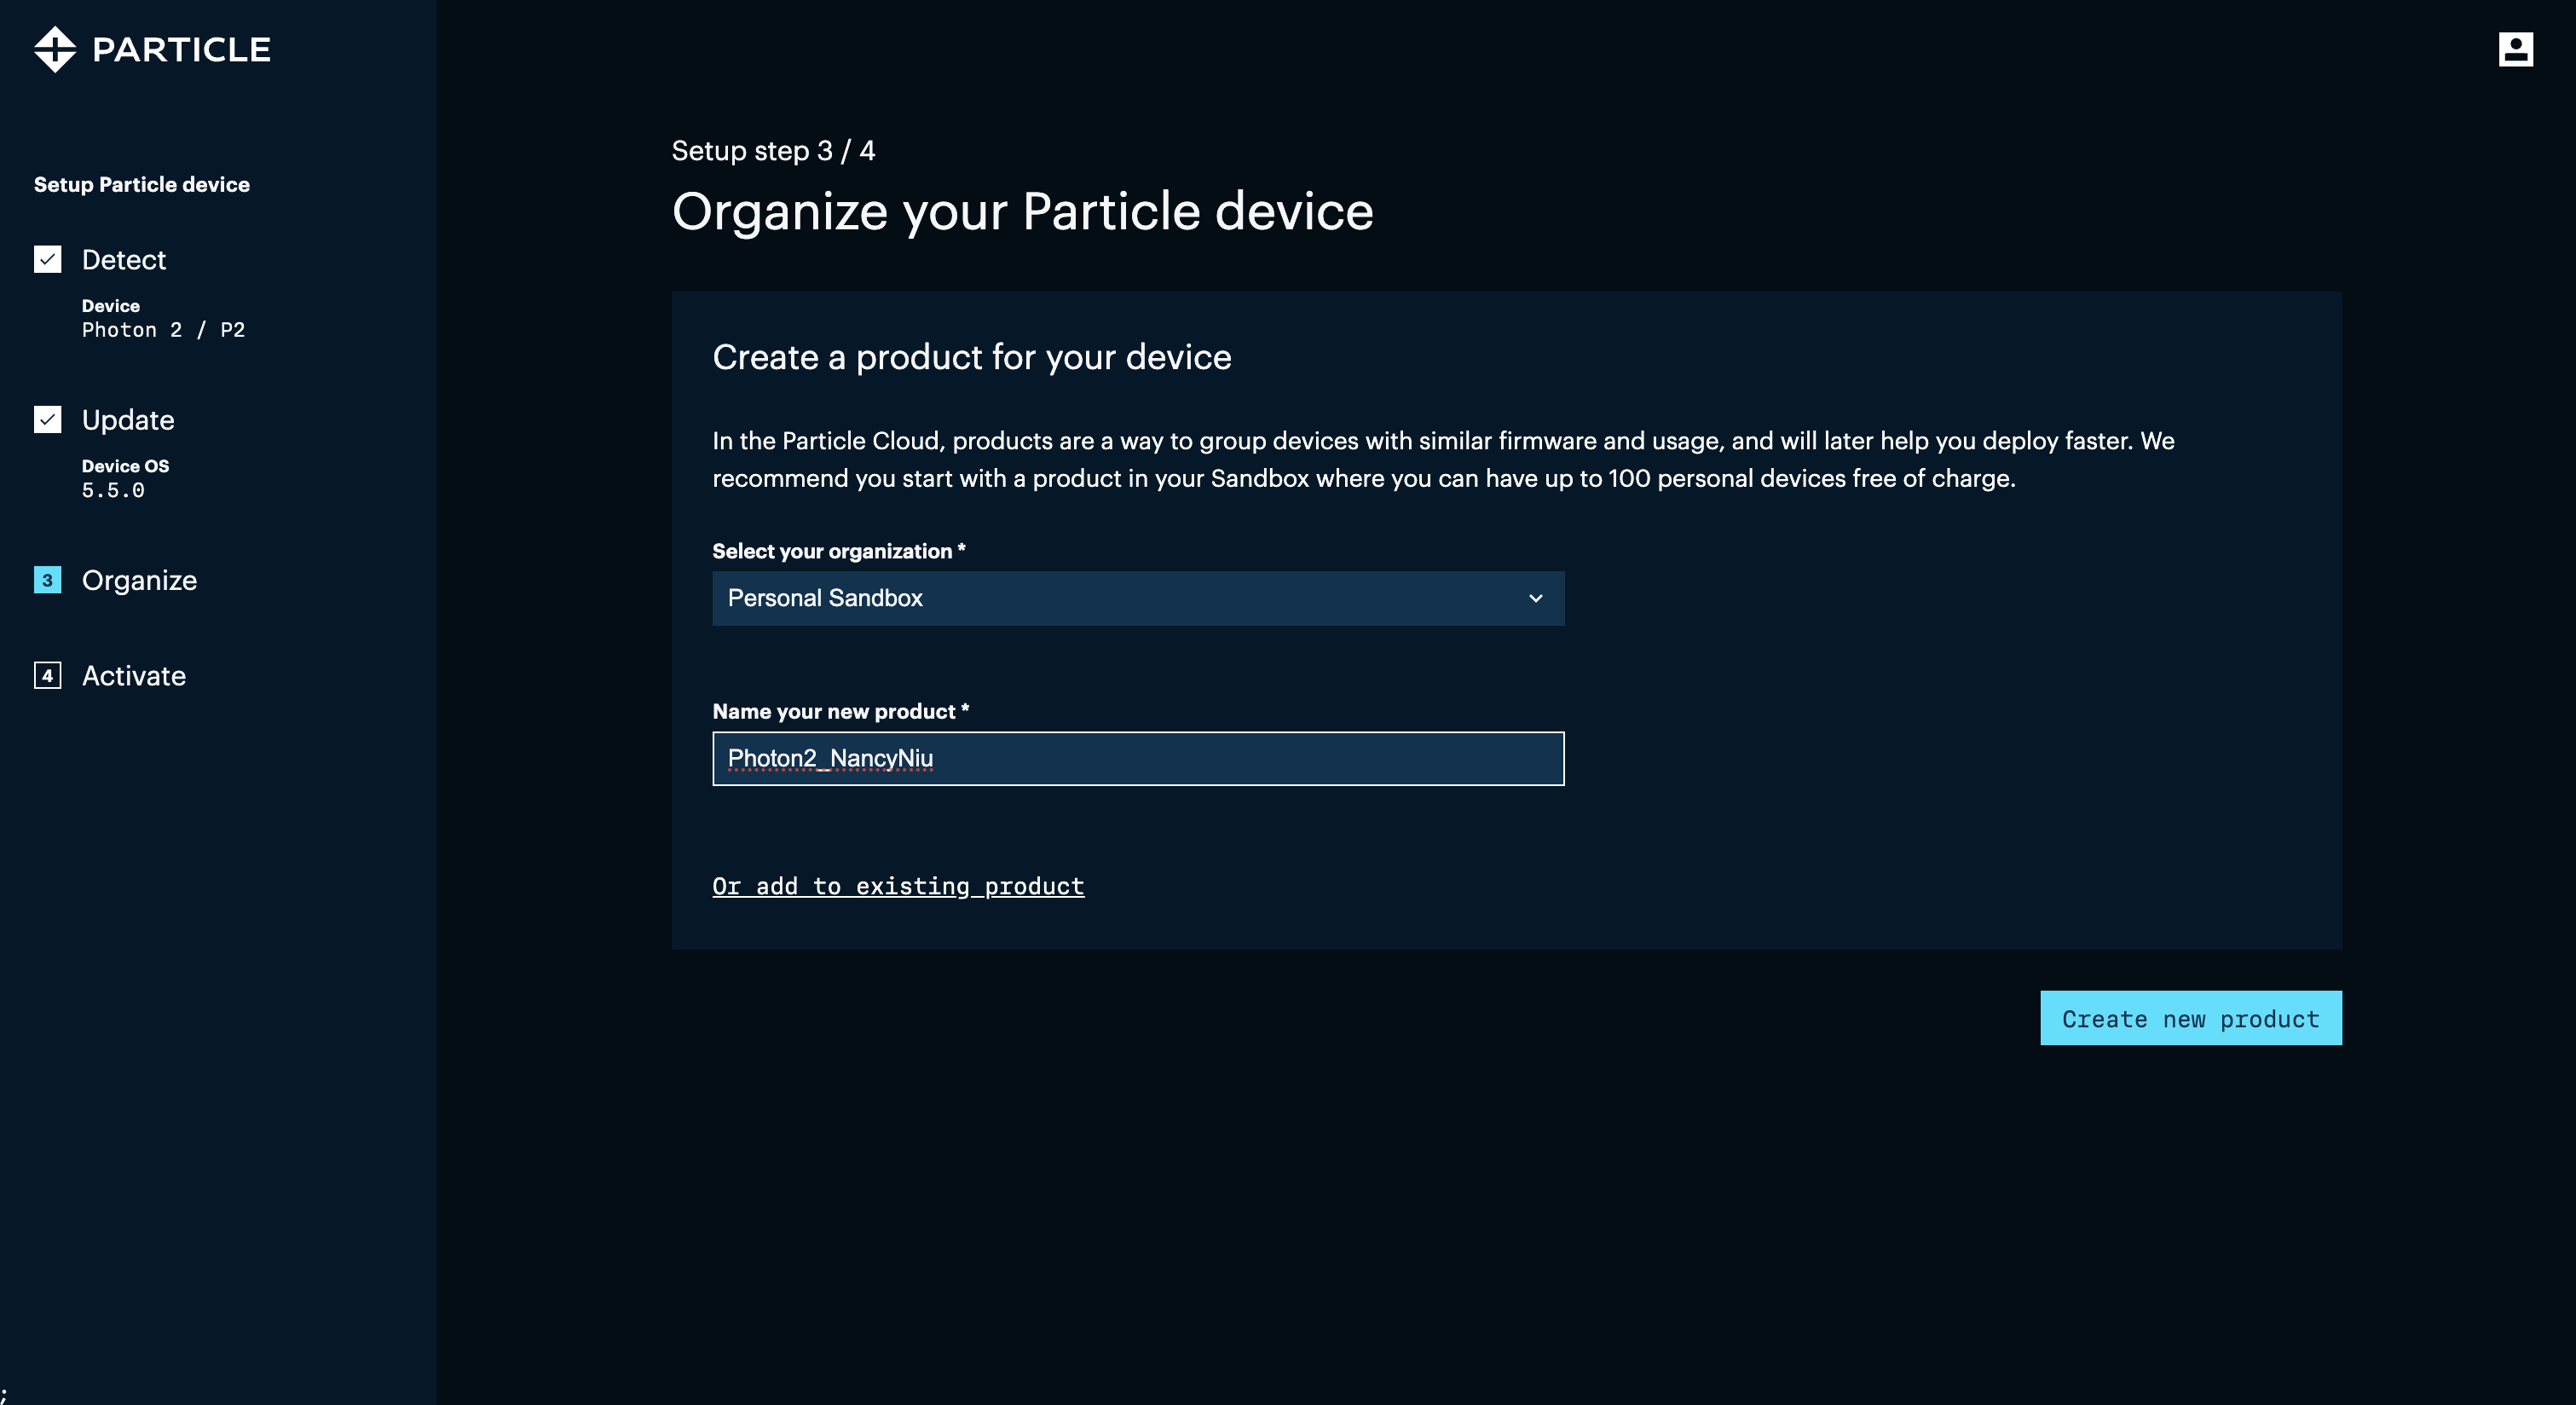 PARTICLE
Setup Particle device
Detect
Device
Photon 2 / P2
Update
Device OS
5.5.0
3 Organize
4 Activate
Setup step 3 / 4
Organize your Particle device
Create a product for your device
In the Particle Cloud, products are a way to group devices with similar firmware and usage, and will later help you deploy faster. We
recommend you start with a product in your Sandbox where you can have up to 100 personal devices free of charge.
Select your organization *
Personal Sandbox
Name your new product *
Photon2_NancyNiu
Or add to existing product
Create new product
;